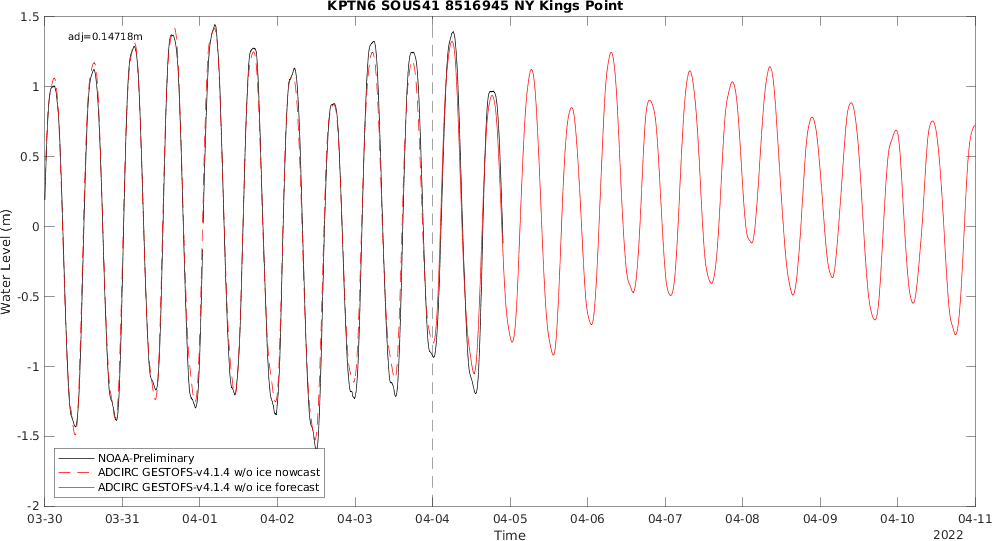 KPTN6 SOUS41 8516945 NY Kings Point
adj=0.14718m
1.5
1
0.5
0
-0.5
-1
-1.5
-2
Water Level (m)
NOAA-Preliminary
ADCIRC GESTOFS-v4.1.4 w/o ice nowcast
ADCIRC GESTOFS-v4.1.4 w/o ice forecast
03-30 03-31 04-01 04-02 04-03 04-04 04-05 04-06 04-07 04-08 04-09 04-10 04-11
Time
2022